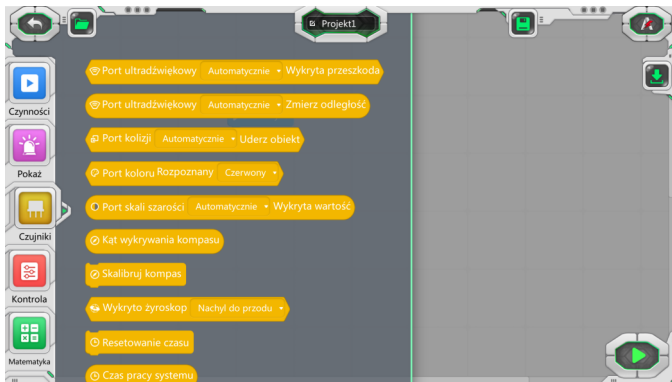 Projekt1
Port ultradźwiękowy Automatycznie Wykryta przeszkoda
Port ultradźwiękowy Automatycznie Zmierz odległość
Czynności
Port kolizji Automatycznie Uderz obiekt
Pokaż
Port koloru Rozpoznany Czerwony
Port skali szarości Automatycznie Wykryta wartość
Czujniki
Kąt wykrywania kompasu
Skalibruj kompas
Kontrola
Wykryto żyroskop Nachyl do przodu
Resetowanie czasu
Matematyka
Czas pracy systemu